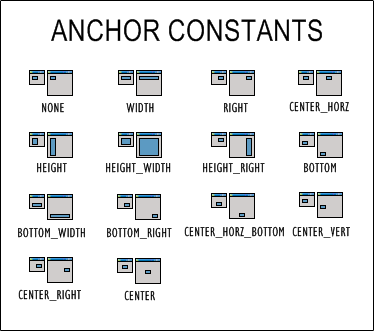 ANCHOR CONSTANTS
NONE WIDTH RIGHT CENTER_HORZ
HEIGHT HEIGHT_WIDTH HEIGHT_RIGHT BOTTOM
BOTTOM_WIDTH BOTTOM_RIGHT CENTER_HORZ_BOTTOM CENTER_VERT
CENTER_RIGHT CENTER